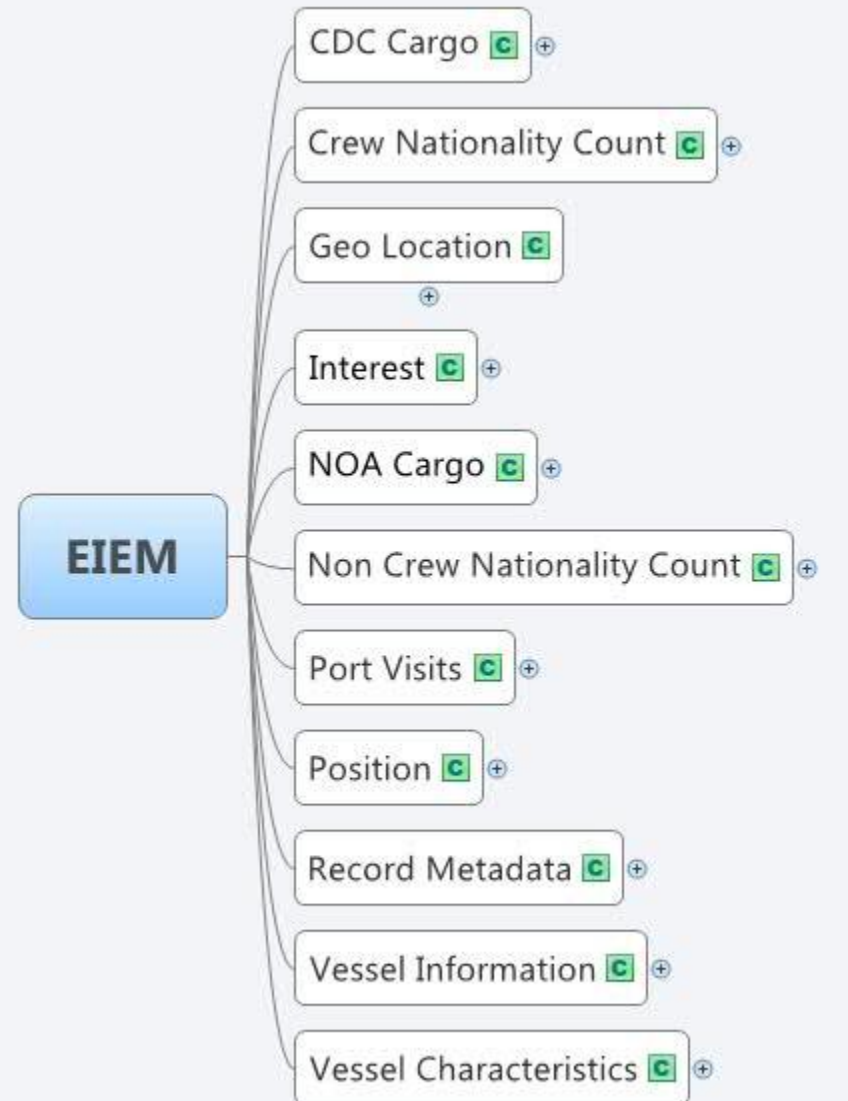 CDC Cargo C
Crew Nationality Count C
Geo Location C
Interest C
NOA Cargo C
EIEM
Non Crew Nationality Count C
Port Visits C
Position C
Record Metadata C
Vessel Information C
Vessel Characteristics C